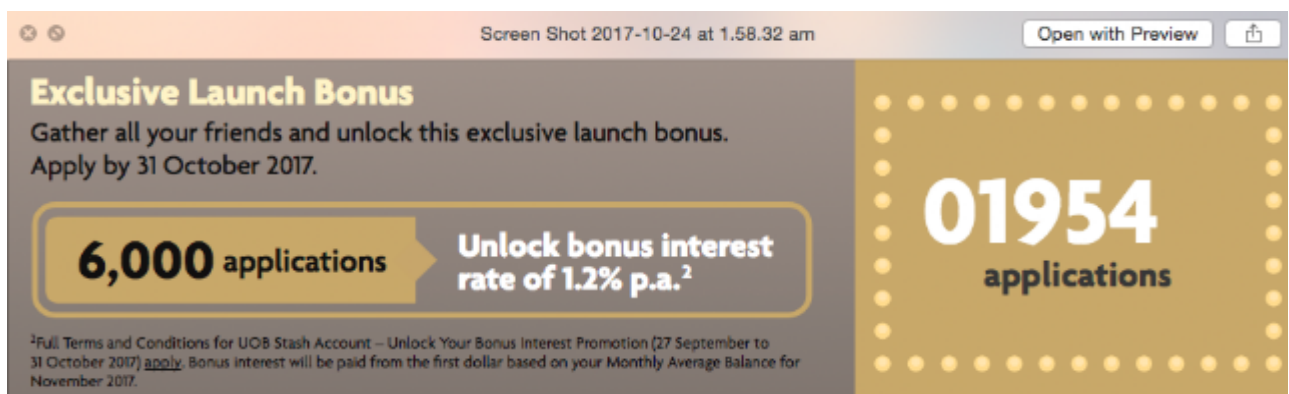 Screen Shot 2017-10-24 at 1.58.32 am
Open with Preview
Exclusive Launch Bonus
Gather all your friends and unlock this exclusive launch bonus.
Apply by 31 October 2017.
6,000 applications
Unlock bonus interest
rate of 1.2% p.a.²
01954
applications
²Full Terms and Conditions for UOB Stash Account – Unlock Your Bonus Interest Promotion (27 September to
31 October 2017) apply. Bonus interest will be paid from the first dollar based on your Monthly Average Balance for
November 2017.